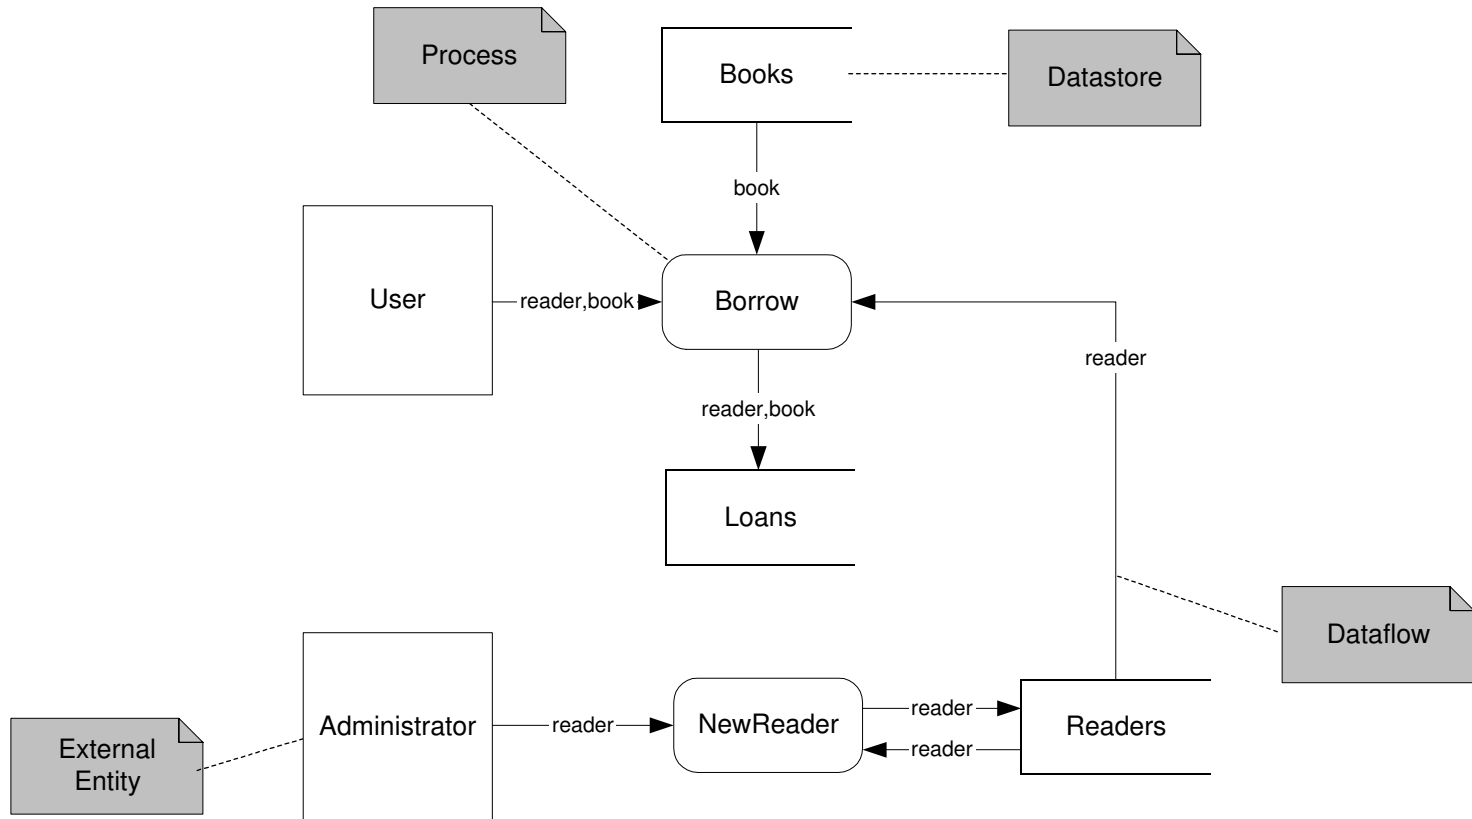 Process
Books
Datastore
book
User
reader,book
Borrow
reader
reader,book
Loans
Dataflow
Administrator
reader
NewReader
reader
reader
Readers
External
Entity